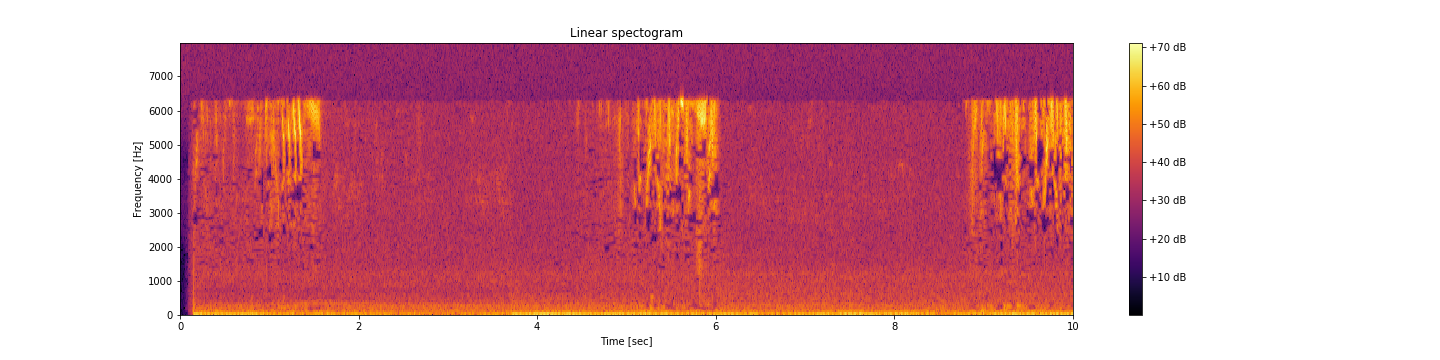 Linear spectogram
Frequency [Hz]
7000
6000
5000
4000
3000
2000
1000
0
0 2 4 6 8 10
Time [sec]
+70 dB
+60 dB
+50 dB
+40 dB
+30 dB
+20 dB
+10 dB